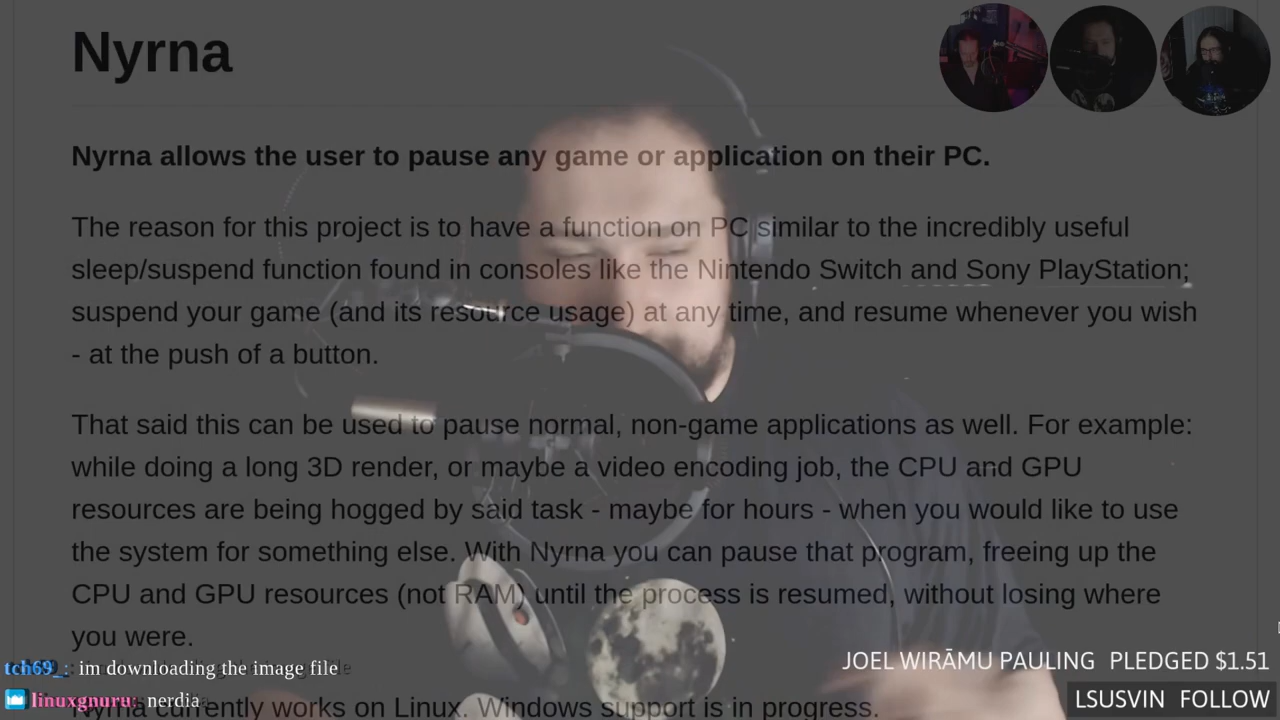 Nyrna
Nyrna allows the user to pause any game or application on their PC.
The reason for this project is to have a function on PC similar to the incredibly useful
sleep/suspend function found in consoles like the Nintendo Switch and Sony PlayStation;
suspend your game (and its resource usage) at any time, and resume whenever you wish
- at the push of a button.
That said this can be used to pause normal, non-game applications as well. For example:
while doing a long 3D render, or maybe a video encoding job, the CPU and GPU
resources are being hogged by said task - maybe for hours - when you would like to use
the system for something else. With Nyrna you can pause that program, freeing up the
CPU and GPU resources (not RAM) until the process is resumed, without losing where
you were.
tch69_: im downloading the image file
JOEL WIRĀMU PAULING PLEDGED $1.51
linuxgnuru: nerdia
LSUSVIN FOLLOW
Nyrna currently works on Linux. Windows support is in progress.